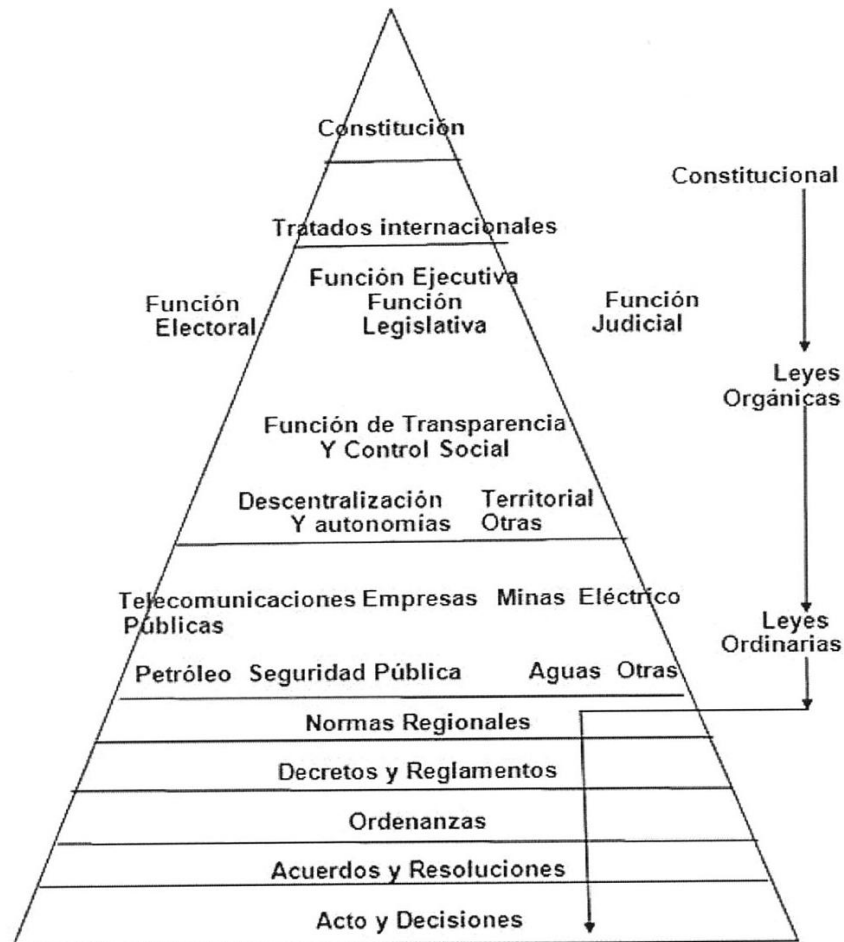 Constitución
Constitucional
Tratados internacionales
Función Ejecutiva
Función
Electoral
Función
Legislativa
Función
Judicial
Leyes
Orgánicas
Función de Transparencia
Y Control Social
Descentralización Territorial
Y autonomías Otras
Telecomunicaciones Empresas Minas Eléctrico
Públicas
Leyes
Ordinarias
Petróleo Seguridad Pública Aguas Otras
Normas Regionales
Decretos y Reglamentos
Ordenanzas
Acuerdos y Resoluciones
Acto y Decisiones